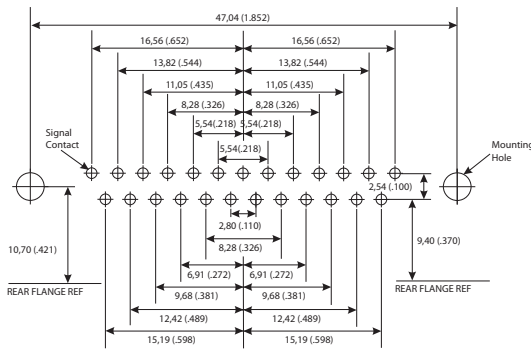 47,04 (1.852)
16,56 (.652) 16,56 (.652)
13,82 (.544) 13,82 (.544)
11,05 (.435) 11,05 (.435)
8,28 (.326) 8,28 (.326)
5,54(.218) 5,54(.218)
Signal
Contact
5,54(.218)
Mounting
Hole
2,54 (.100)
2,80 (.110)
10,70 (.421)
8,28 (.326)
9,40 (.370)
6,91 (.272) 6,91 (.272)
REAR FLANGE REF
9,68 (.381) 9,68 (.381)
REAR FLANGE REF
12,42 (.489) 12,42 (.489)
15,19 (.598) 15,19 (.598)